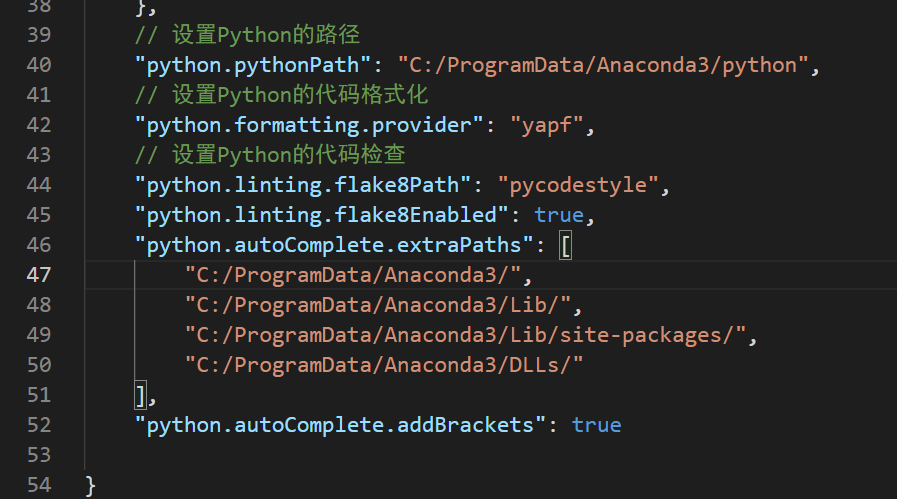 38 },
39 // 设置Python的路径
40 "python.pythonPath": "C:/ProgramData/Anaconda3/python",
41 // 设置Python的代码格式化
42 "python.formatting.provider": "yapf",
43 // 设置Python的代码检查
44 "python.linting.flake8Path": "pycodestyle",
45 "python.linting.flake8Enabled": true,
46 "python.autoComplete.extraPaths": [
47 "C:/ProgramData/Anaconda3/",
48 "C:/ProgramData/Anaconda3/Lib/",
49 "C:/ProgramData/Anaconda3/Lib/site-packages/",
50 "C:/ProgramData/Anaconda3/DLLs/"
51 ],
52 "python.autoComplete.addBrackets": true
53
54 }